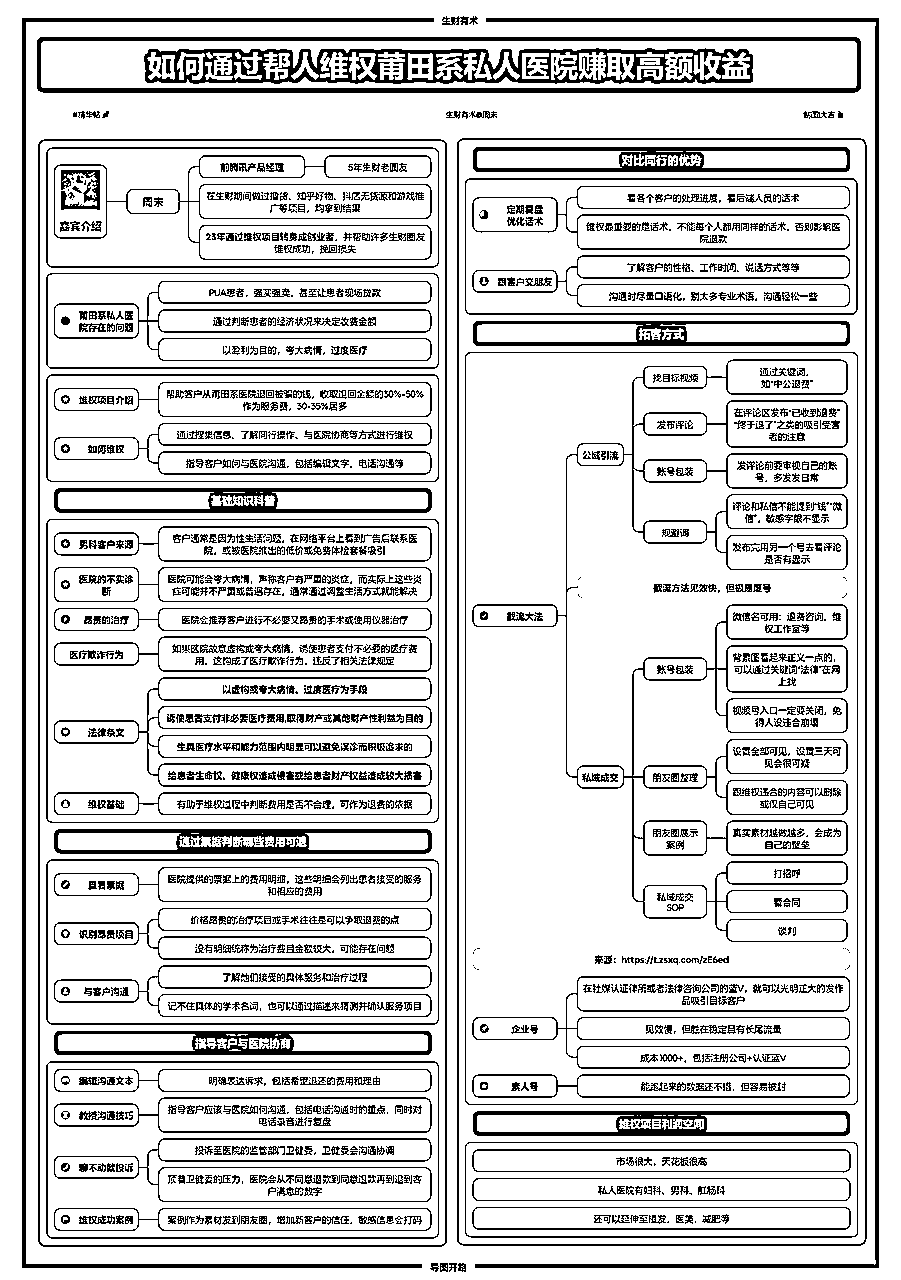 生财有术
如何通过帮人维权莆田系私人医院赚取高额收益
生财有术@周末
嘉宾介绍
周末
前腾讯产品经理
5年生财老圈友
在生财期间做过撸货、知乎好物、抖店无货源和游戏推
广等项目，均拿到结果
23年通过维权项目转身成创业者，并帮助许多生财圈友
维权成功，挽回损失
莆田系私人医
院存在的问题
PUA患者，强买强卖，甚至让患者现场贷款
通过判断患者的经济状况来决定收费金额
以盈利为目的，夸大病情，过度医疗
维权项目介绍
帮助客户从莆田系医院退回被骗的钱，收取退回金额的30%-50%
作为服务费，30-35%居多
如何维权
通过搜集信息、了解同行操作、与医院协商等方式进行维权
指导客户如何与医院沟通，包括编辑文字、电话沟通等
基础知识科普
男科客户来源
客户通常是因为性生活问题，在网络平台上看到广告后联系医
院，或被医院推出的低价或免费体检套餐吸引
医院的不实诊
断
医院可能会夸大病情，声称客户有严重的炎症，而实际上这些炎
症可能并不严重或普遍存在，通常通过调整生活方式就能解决
昂贵的治疗
医院会推荐客户进行不必要又昂贵的手术或使用仪器治疗
医疗欺诈行为
如果医院故意虚构或夸大病情，诱使患者支付不必要的医疗费
用，这构成了医疗欺诈行为，违反了相关法律规定
法律条文
以虚构或夸大病情、过度医疗为手段
诱使患者支付非必要医疗费用,取得财产或其他财产性利益为目的
在其医疗水平和能力范围内明显可以避免误诊而积极追求的
给患者生命权、健康权造成侵害或给患者财产权益造成较大损害
维权基础
有助于维权过程中判断费用是否不合理，可作为退费的依据
通过票据判断哪些费用可退
查看票据
医院提供的票据上的费用明细，这些明细会列出患者接受的服务
和相应的费用
识别昂贵项目
价格昂贵的治疗项目或手术往往是可以争取退费的点
没有明细统称为治疗费且金额较大，可能存在问题
与客户沟通
了解他们接受的具体服务和治疗过程
记不住具体的学术名词，也可以通过描述来猜测并确认服务项目
指导客户与医院协商
编辑沟通文本
明确表达诉求，包括希望退还的费用和理由
教授沟通技巧
指导客户应该与医院如何沟通，包括电话沟通时的重点，同时对
电话录音进行复盘
聊不动就投诉
投诉至医院的监管部门卫健委，卫健委会沟通协调
顶着卫健委的压力，医院会从不同意退款到同意退款再到退到客
户满意的数字
维权成功案例
案例作为素材发到朋友圈，增加新客户的信任，敏感信息会打码
对比同行的优势
定期复盘
优化话术
看各个客户的处理进度，看后端人员的话术
维权最重要的是话术，不能每个人都用同样的话术，否则影响医
院退款
跟客户交朋友
了解客户的性格、工作时间、说话方式等等
沟通时尽量口语化，别太多专业术语，沟通轻松一些
拓客方式
截流大法
公域引流
找目标视频
通过关键词，
如“中公退费”
发布评论
在评论区发布“已收到退费”
“终于退了”之类的吸引受害
者的注意
账号包装
发评论前要审视自己的账
号，多发发日常
规避词
评论和私信不能提到“钱”“微
信”，敏感字眼不显示
发布完用另一个号去看评论
是否有显示
截流方法见效快，但极易废号
私域成交
账号包装
微信名可用：退费咨询、维
权工作室等
背景图看起来正义一点的，
可以通过关键词“法律”在网
上找
视频号入口一定要关闭，免
得人设连合崩塌
朋友圈整理
设置全部可见，设置三天可
见会很可疑
跟维权违合的内容可以删除
或仅自己可见
朋友圈展示
案例
真实素材越做越多，会成为
自己的壁垒
私域成交
SOP
打招呼
看合同
谈判
来源：https://t.zsxq.com/zE6ed
企业号
在社媒认证律所或者法律咨询公司的蓝V，就可以光明正大的发作
品吸引目标客户
见效慢，但胜在稳定且有长尾流量
成本1000+，包括注册公司+认证蓝V
素人号
能跑起来的数据还不错，但容易被封
维权项目利润空间
市场很大，天花板很高
私人医院有妇科、男科、肛肠科
还可以延伸至植发，医美，减肥等
导图开路